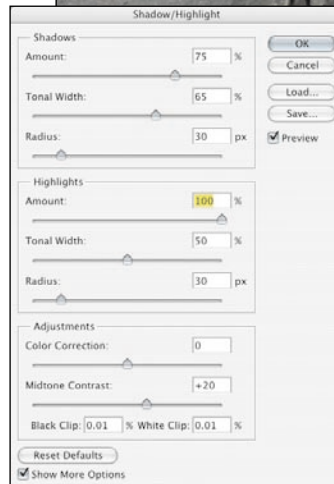 Shadow/Highlight
Shadows
Amount: 75 %
Tonal Width: 65 %
Radius: 30 px
Highlights
Amount: 100 %
Tonal Width: 50 %
Radius: 30 px
Adjustments
Color Correction: 0
Midtone Contrast: +20
Black Clip: 0.01 % White Clip: 0.01 %
Reset Defaults
Show More Options
OK
Cancel
Load...
Save...
Preview